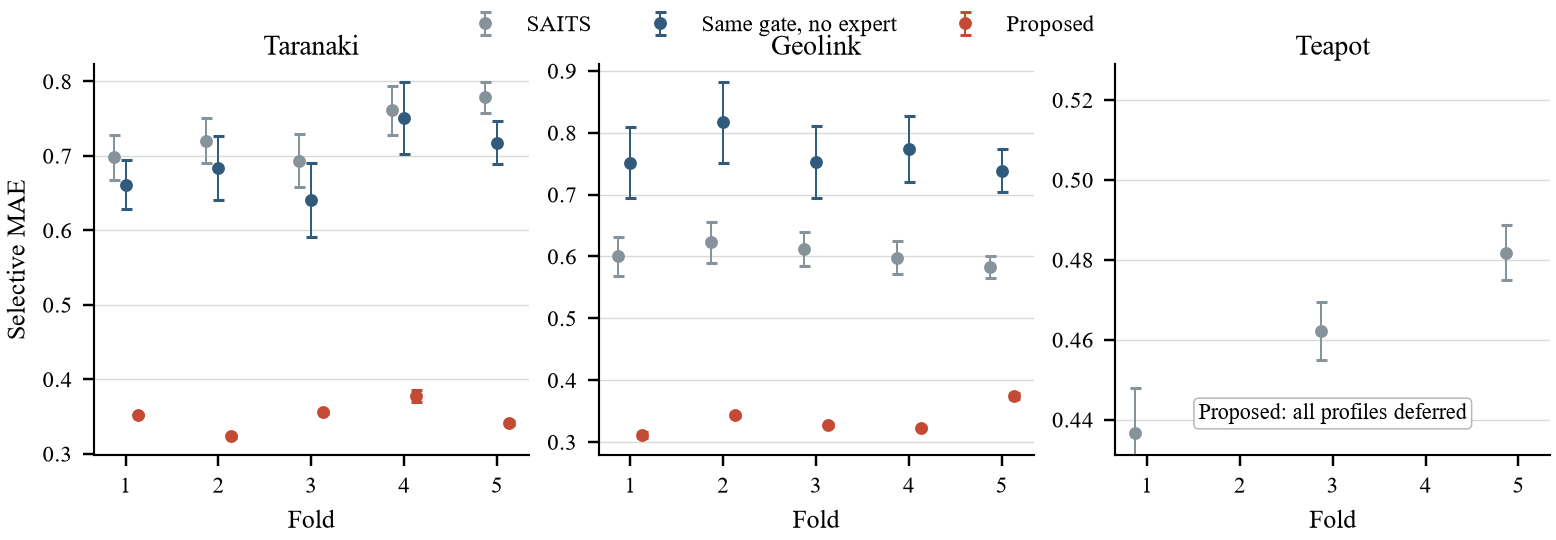 SAITS Same gate, no expert Proposed
Taranaki Geolink Teapot
Selective MAE
0.8
0.7
0.6
0.5
0.4
0.3
1 2 3 4 5
Fold
0.9
0.8
0.7
0.6
0.5
0.4
0.3
1 2 3 4 5
Fold
0.52
0.50
0.48
0.46
0.44
Proposed: all profiles deferred
1 2 3 4 5
Fold